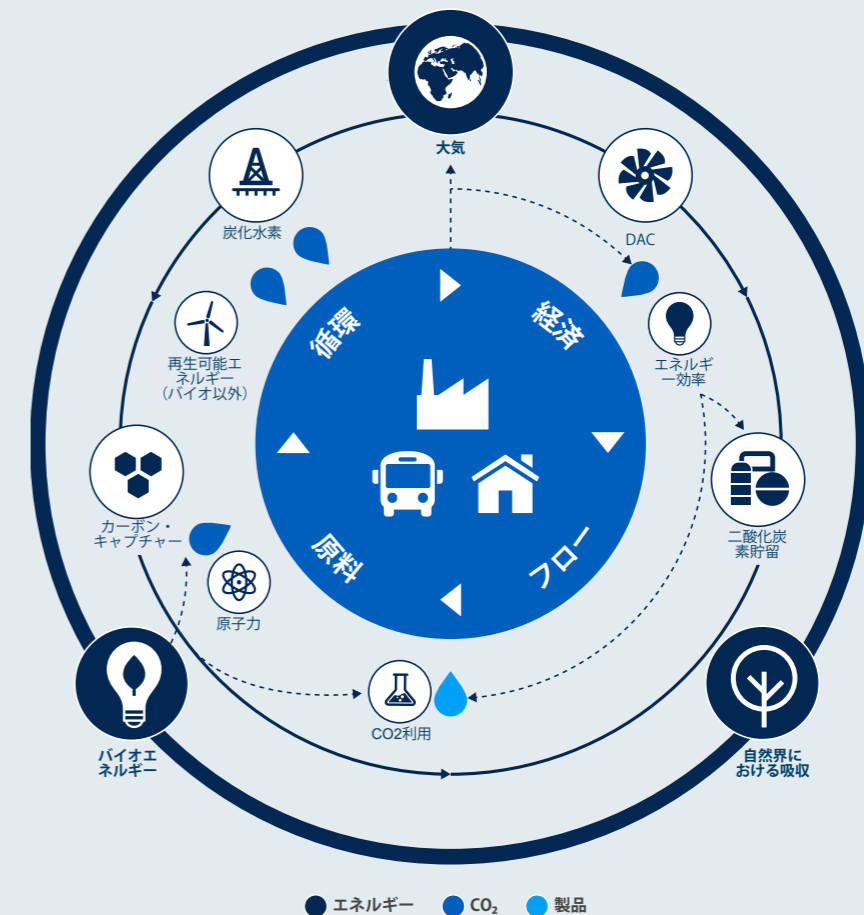 大気
炭化水素
DAC
循環
経済
再生可能エ
ネルギー
（バイオ以外）
エネルギ
ー効率
カーボン・
キャプチャー
二酸化炭
素貯留
原料
フロー
原子力
CO2利用
バイオエ
ネルギー
自然界に
おける吸収
エネルギー CO₂ 製品